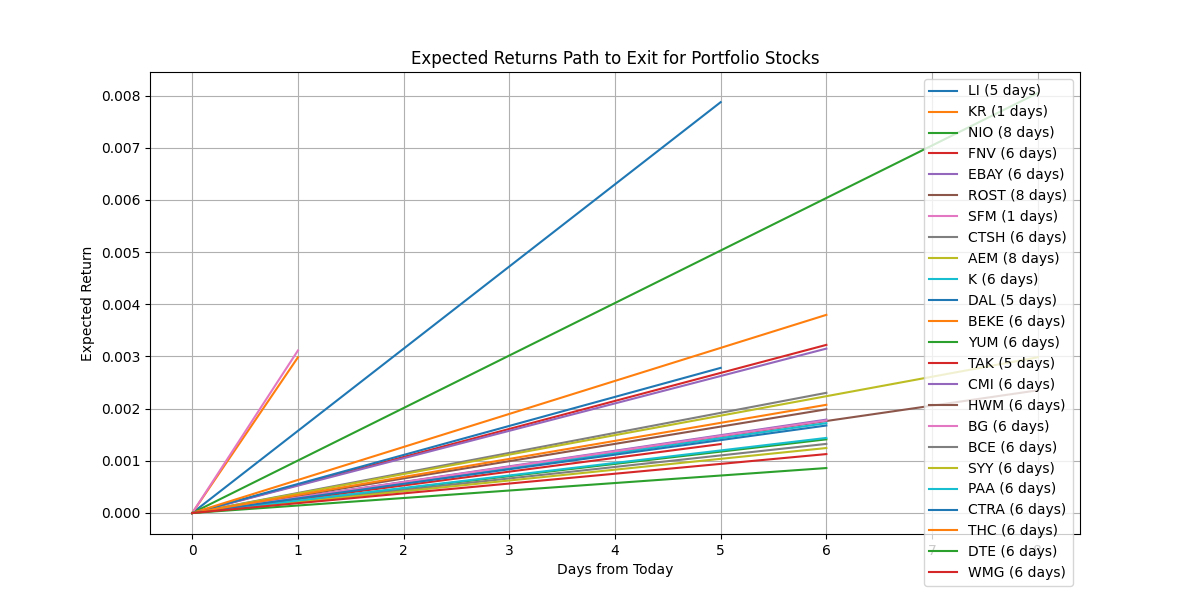 Expected Returns Path to Exit for Portfolio Stocks
Expected Return
0.008
0.007
0.006
0.005
0.004
0.003
0.002
0.001
0.000
0 1 2 3 4 5 6 7
Days from Today
LI (5 days)
KR (1 days)
NIO (8 days)
FNV (6 days)
EBAY (6 days)
ROST (8 days)
SFM (1 days)
CTSH (6 days)
AEM (8 days)
K (6 days)
DAL (5 days)
BEKE (6 days)
YUM (6 days)
TAK (5 days)
CMI (6 days)
HWM (6 days)
BG (6 days)
BCE (6 days)
SYY (6 days)
PAA (6 days)
CTRA (6 days)
THC (6 days)
DTE (6 days)
WMG (6 days)